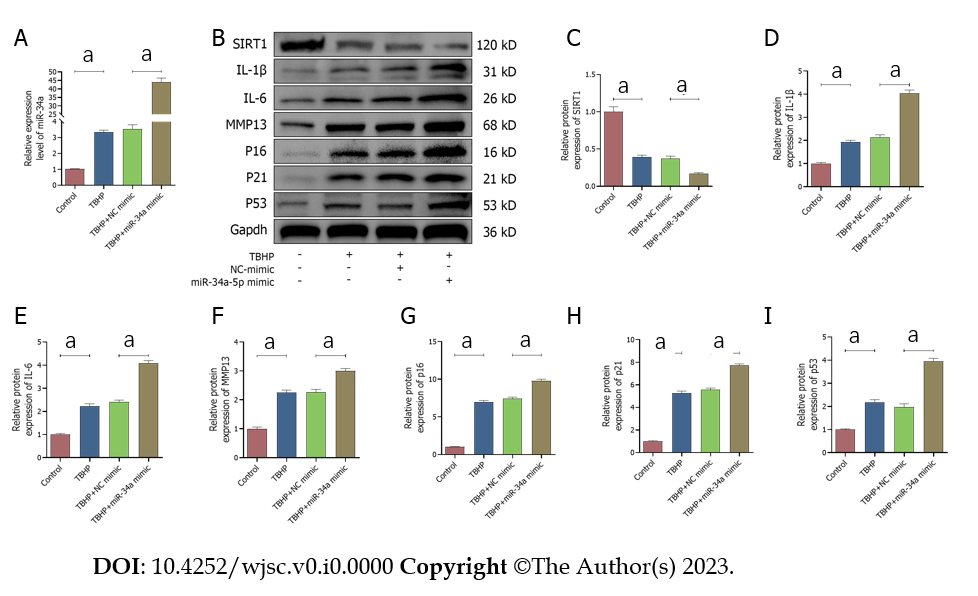 A
a
a
Relative expression
level of miR-34a
50
45
40
35
30
25
4
3
2
1
0
Control
TBHP
TBHP+NC mimic
TBHP+miR-34a mimic
B
SIRT1 120 kD
IL-1β 31 kD
IL-6 26 kD
MMP13 68 kD
P16 16 kD
P21 21 kD
P53 53 kD
Gapdh 36 kD
TBHP - + + +
NC-mimic - - + -
miR-34a-5p mimic - - - +
C
a
a
Relative protein
expression of SIRT1
1.5
1.0
0.5
0.0
Control
TBHP
TBHP+NC mimic
TBHP+miR-34a mimic
D
a
a
Relative protein
expression of IL-1β
5
4
3
2
1
0
Control
TBHP
TBHP+NC mimic
TBHP+miR-34a mimic
E
a
a
Relative protein
expression of IL-6
5
4
3
2
1
0
Control
TBHP
TBHP+NC mimic
TBHP+miR-34a mimic
F
a
a
Relative protein
expression of MMP13
4
3
2
1
0
Control
TBHP
TBHP+NC mimic
TBHP+miR-34a mimic
G
a
a
Relative protein
expression of p16
15
10
5
0
Control
TBHP
TBHP+NC mimic
TBHP+miR-34a mimic
H
a
a
Relative protein
expression of p21
10
8
6
4
2
0
Control
TBHP
TBHP+NC mimic
TBHP+miR-34a mimic
I
a
a
Relative protein
expression of p53
5
4
3
2
1
0
Control
TBHP
TBHP+NC mimic
TBHP+miR-34a mimic
DOI: 10.4252/wjsc.v0.i0.0000 Copyright ©The Author(s) 2023.